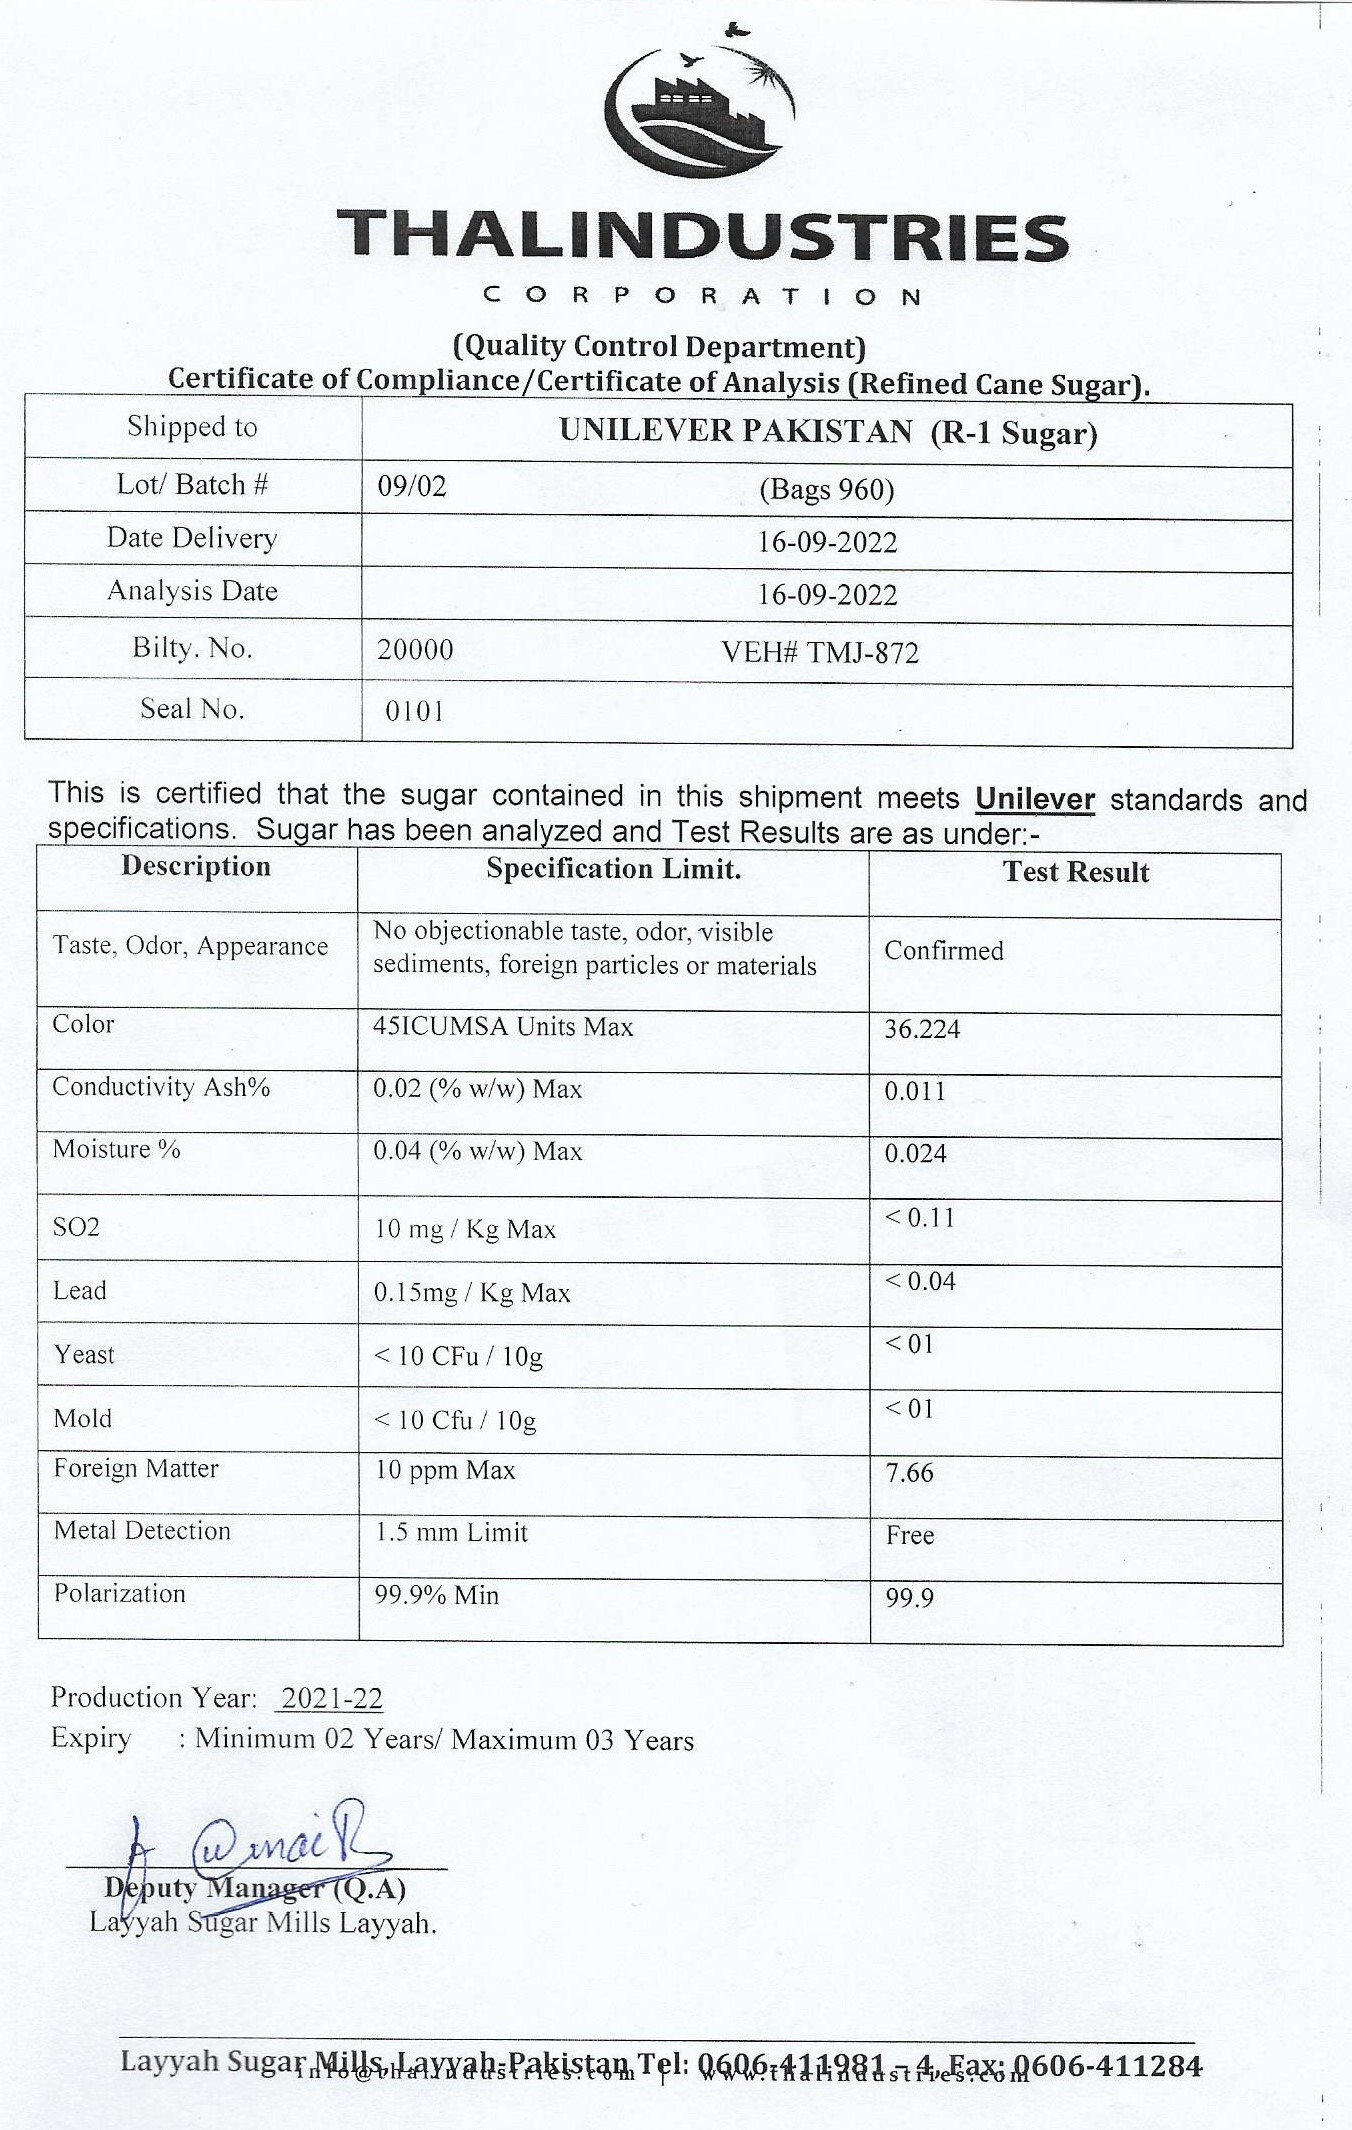 THALINDUSTRIES
CORPORATION
(Quality Control Department)
Certificate of Compliance/Certificate of Analysis (Refined Cane Sugar).
Shipped to UNILEVER PAKISTAN (R-1 Sugar)
Lot/ Batch # 09/02 (Bags 960)
Date Delivery 16-09-2022
Analysis Date 16-09-2022
Bilty. No. 20000 VEH# TMJ-872
Seal No. 0101
This is certified that the sugar contained in this shipment meets Unilever standards and
specifications. Sugar has been analyzed and Test Results are as under:-
Description Specification Limit. Test Result
Taste, Odor, Appearance No objectionable taste, odor, visible
sediments, foreign particles or materials Confirmed
Color 45ICUMSA Units Max 36.224
Conductivity Ash% 0.02 (% w/w) Max 0.011
Moisture % 0.04 (% w/w) Max 0.024
SO2 10 mg / Kg Max < 0.11
Lead 0.15mg / Kg Max < 0.04
Yeast < 10 CFu / 10g < 01
Mold < 10 Cfu / 10g < 01
Foreign Matter 10 ppm Max 7.66
Metal Detection 1.5 mm Limit Free
Polarization 99.9% Min 99.9
Production Year: 2021-22
Expiry : Minimum 02 Years/ Maximum 03 Years
Deputy Manager (Q.A)
Layyah Sugar Mills Layyah.
Layyah Sugar Mills, Layyah-Pakistan Tel: 0606-411981 – 4, Fax: 0606-411284
info@thalindustries.com | www.thalindustries.com